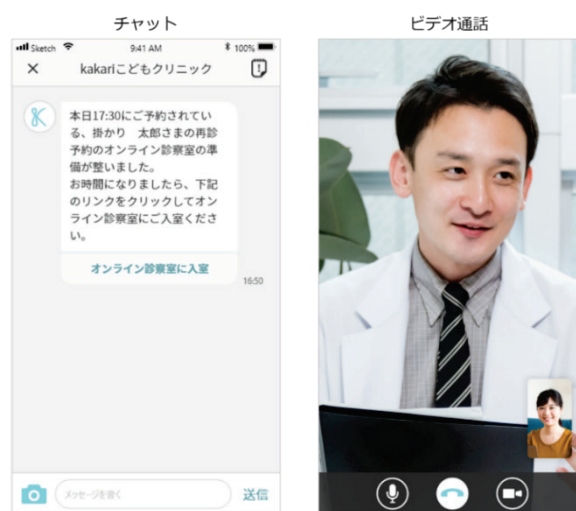 チャット
ビデオ通話
Sketch
9:41 AM
100%
kakariこどもクリニック
本日17:30にご予約されてい
る、掛かり 太郎さまの再診
予約のオンライン診察室の準
備が整いました。
お時間になりましたら、下記
のリンクをクリックしてオン
ライン診察室にご入室くださ
い。
オンライン診察室に入室
16:50
メッセージを書く
送信